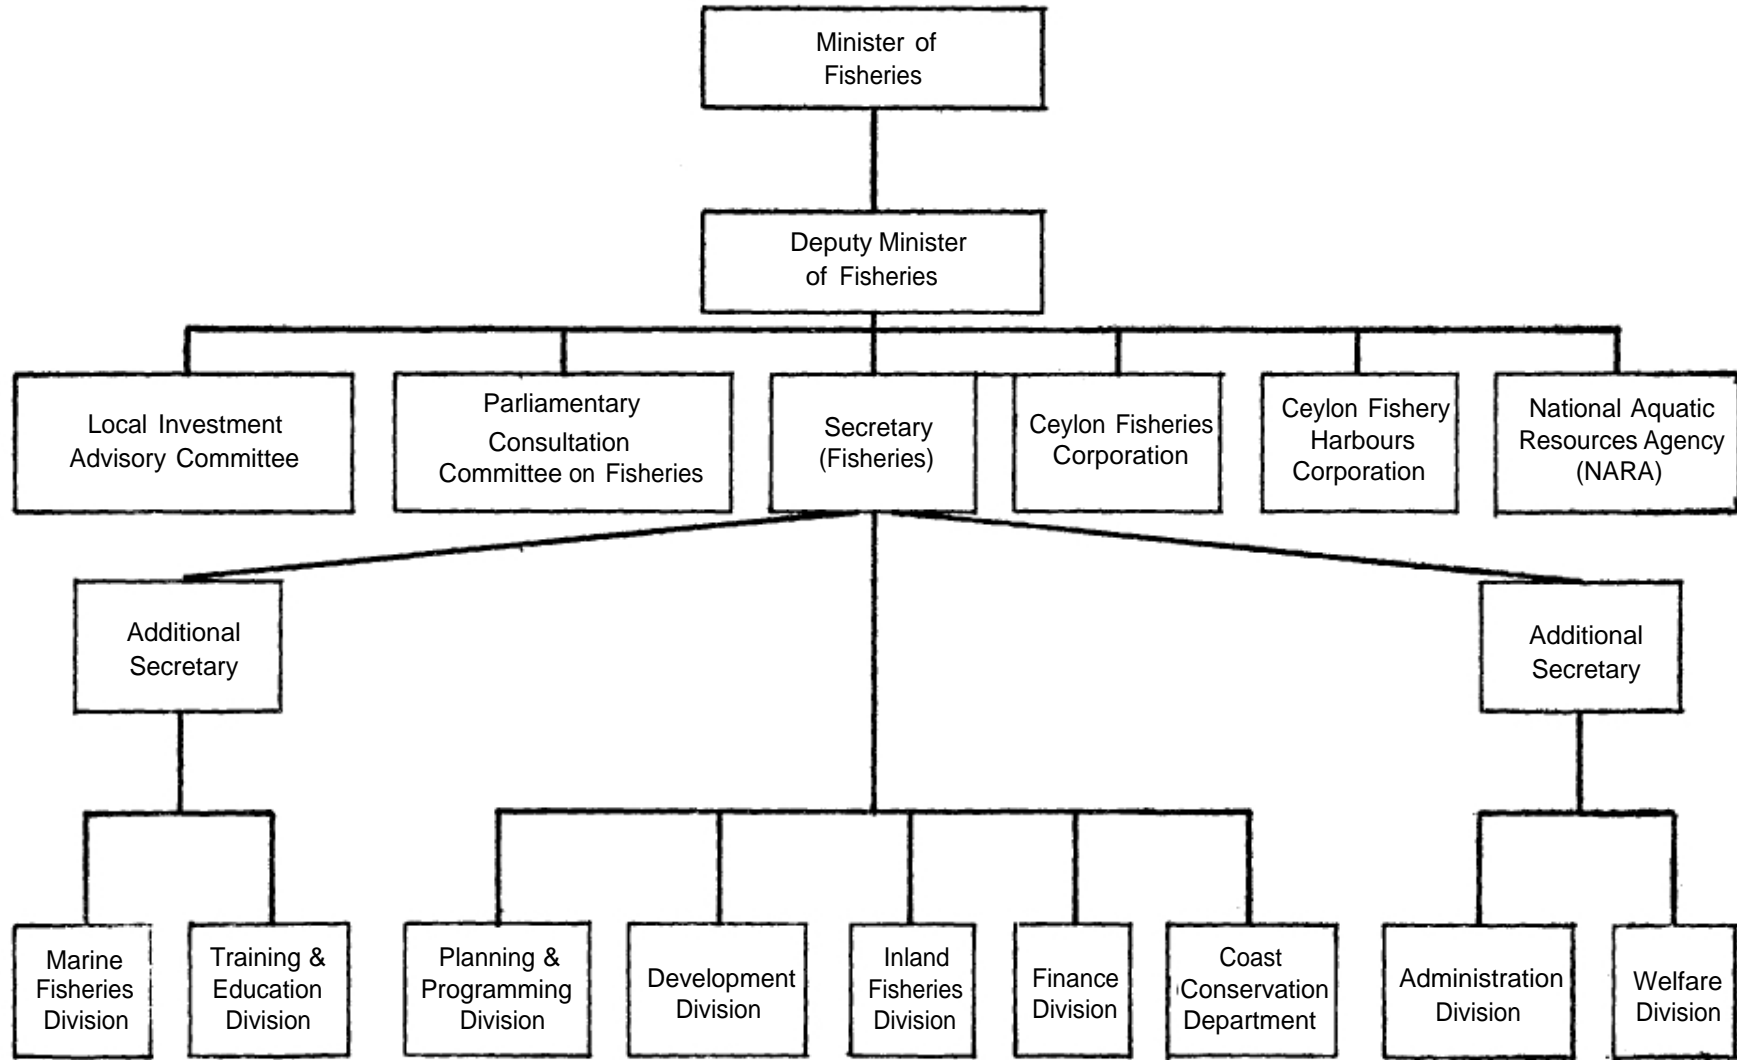 Minister of
Fisheries
Deputy Minister
of Fisheries
Local Investment
Advisory Committee
Parliamentary
Consultation
Committee on Fisheries
Secretary
(Fisheries)
Ceylon Fisheries
Corporation
Ceylon Fishery
Harbours
Corporation
National Aquatic
Resources Agency
(NARA)
Additional
Secretary
Additional
Secretary
Marine
Fisheries
Division
Training &
Education
Division
Planning &
Programming
Division
Development
Division
Inland
Fisheries
Division
Finance
Division
Coast
Conservation
Department
Administration
Division
Welfare
Division